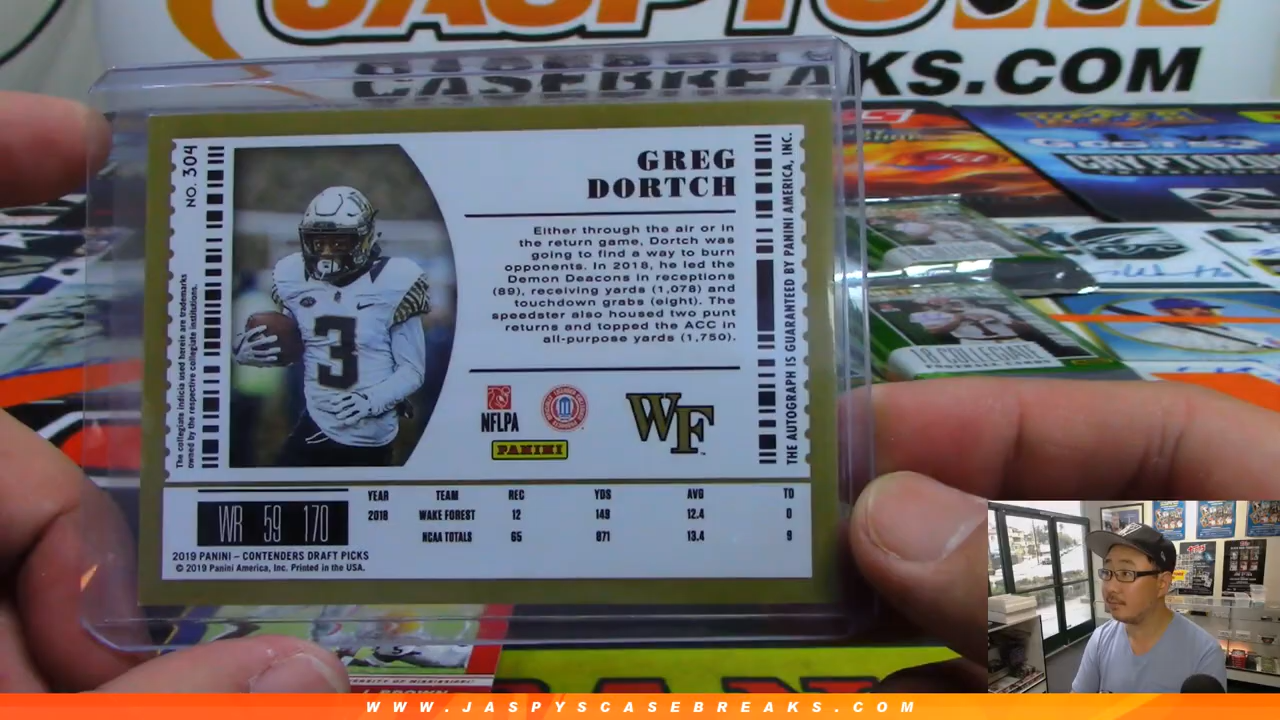 CASEBREAKS.COM
NO. 304
The collegiate indicia used herein are trademarks
owned by the respective collegiate institutions.
3
GREG
DORTCH
Either through the air or in
the return game, Dortch was
going to find a way to burn
opponents. In 2018, he led the
Demon Deacons in receptions
(89), receiving yards (1,078) and
touchdown grabs (eight). The
speedster also housed two punt
returns and topped the ACC in
all-purpose yards (1,750).
THE AUTOGRAPH IS GUARANTEED BY PANINI AMERICA, INC.
NFLPA
PANINI
WF
WR 59 170
YEAR TEAM REC YDS AVG TD
2018 WAKE FOREST 12 149 12.4 0
NCAA TOTALS 65 871 13.4 9
2019 PANINI – CONTENDERS DRAFT PICKS
© 2019 Panini America, Inc. Printed in the USA.
CRYPTOZOIC
18 COLLEGIATE
FOOTBALL CARDS
WWW.JASPYSCASEBREAKS.COM